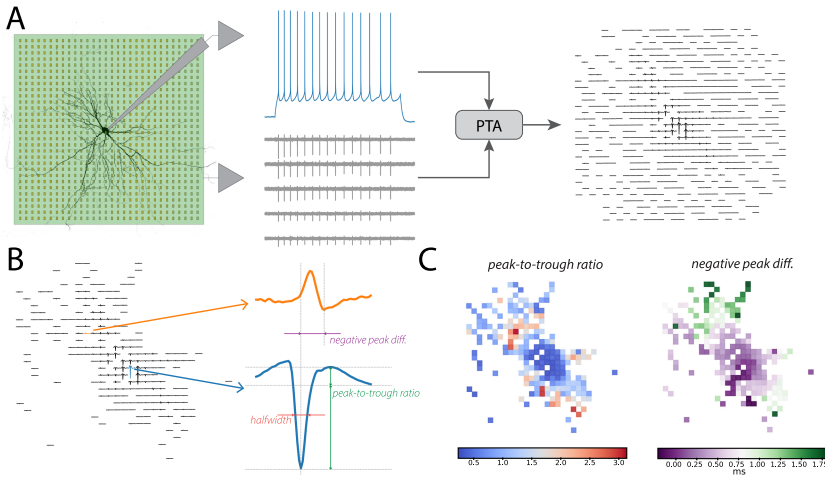 A
PTA
B
negative peak diff.
peak-to-trough ratio
halfwidth
C
peak-to-trough ratio
negative peak diff.
0.5 1.0 1.5 2.0 2.5 3.0
0.00 0.25 0.50 0.75 1.00 1.25 1.50 1.75
ms